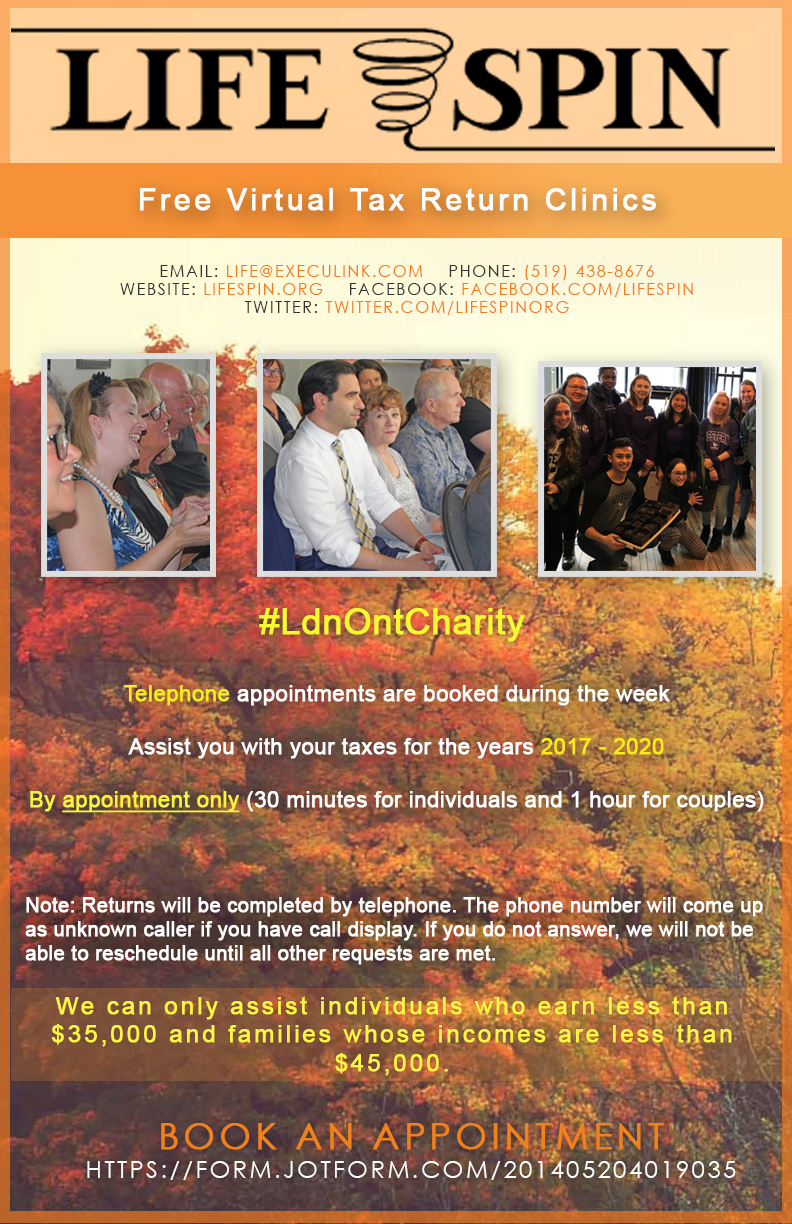 LIFE SPIN
Free Virtual Tax Return Clinics
EMAIL: LIFE@EXECULINK.COM PHONE: (519) 438-8676
WEBSITE: LIFESPIN.ORG FACEBOOK: FACEBOOK.COM/LIFESPIN
TWITTER: TWITTER.COM/LIFESPINORG
#LdnOntCharity
Telephone appointments are booked during the week
Assist you with your taxes for the years 2017 - 2020
By appointment only (30 minutes for individuals and 1 hour for couples)
Note: Returns will be completed by telephone. The phone number will come up
as unknown caller if you have call display. If you do not answer, we will not be
able to reschedule until all other requests are met.
We can only assist individuals who earn less than
$35,000 and families whose incomes are less than
$45,000.
BOOK AN APPOINTMENT
HTTPS://FORM.JOTFORM.COM/201405204019035